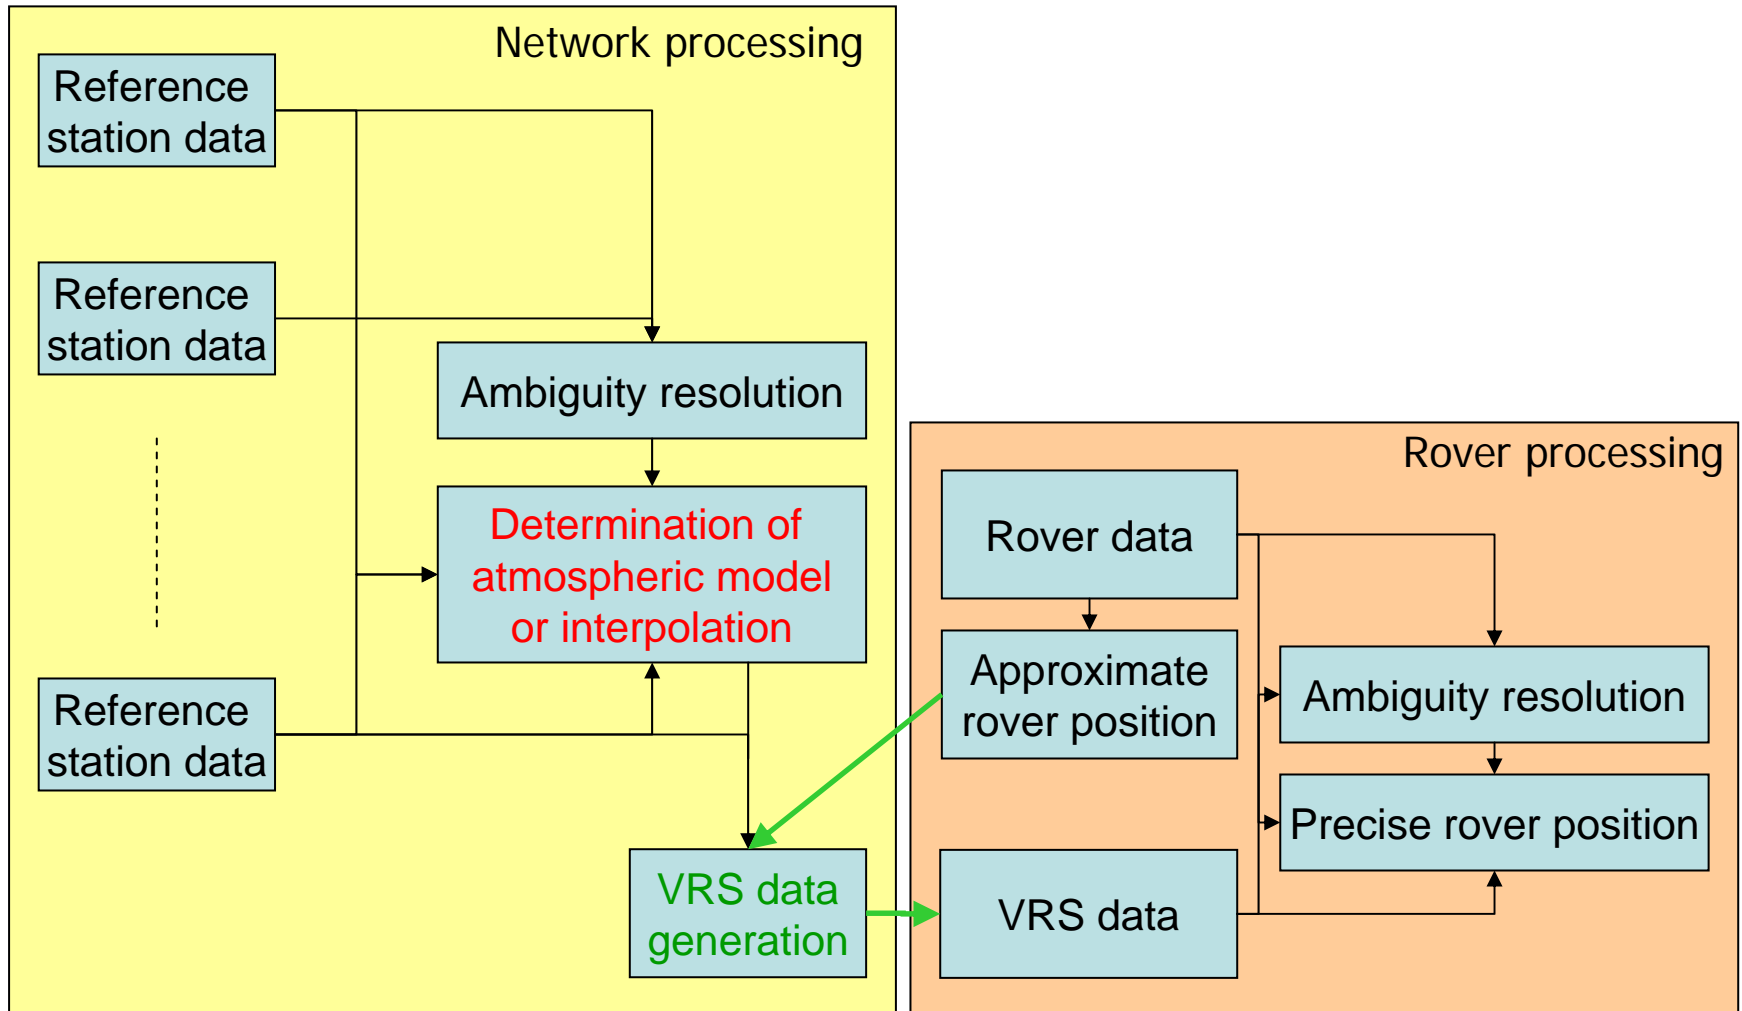 Network processing
Reference
station data
Reference
station data
Ambiguity resolution
Determination of
atmospheric model
or interpolation
Reference
station data
VRS data
generation
Rover processing
Rover data
Approximate
rover position
Ambiguity resolution
Precise rover position
VRS data